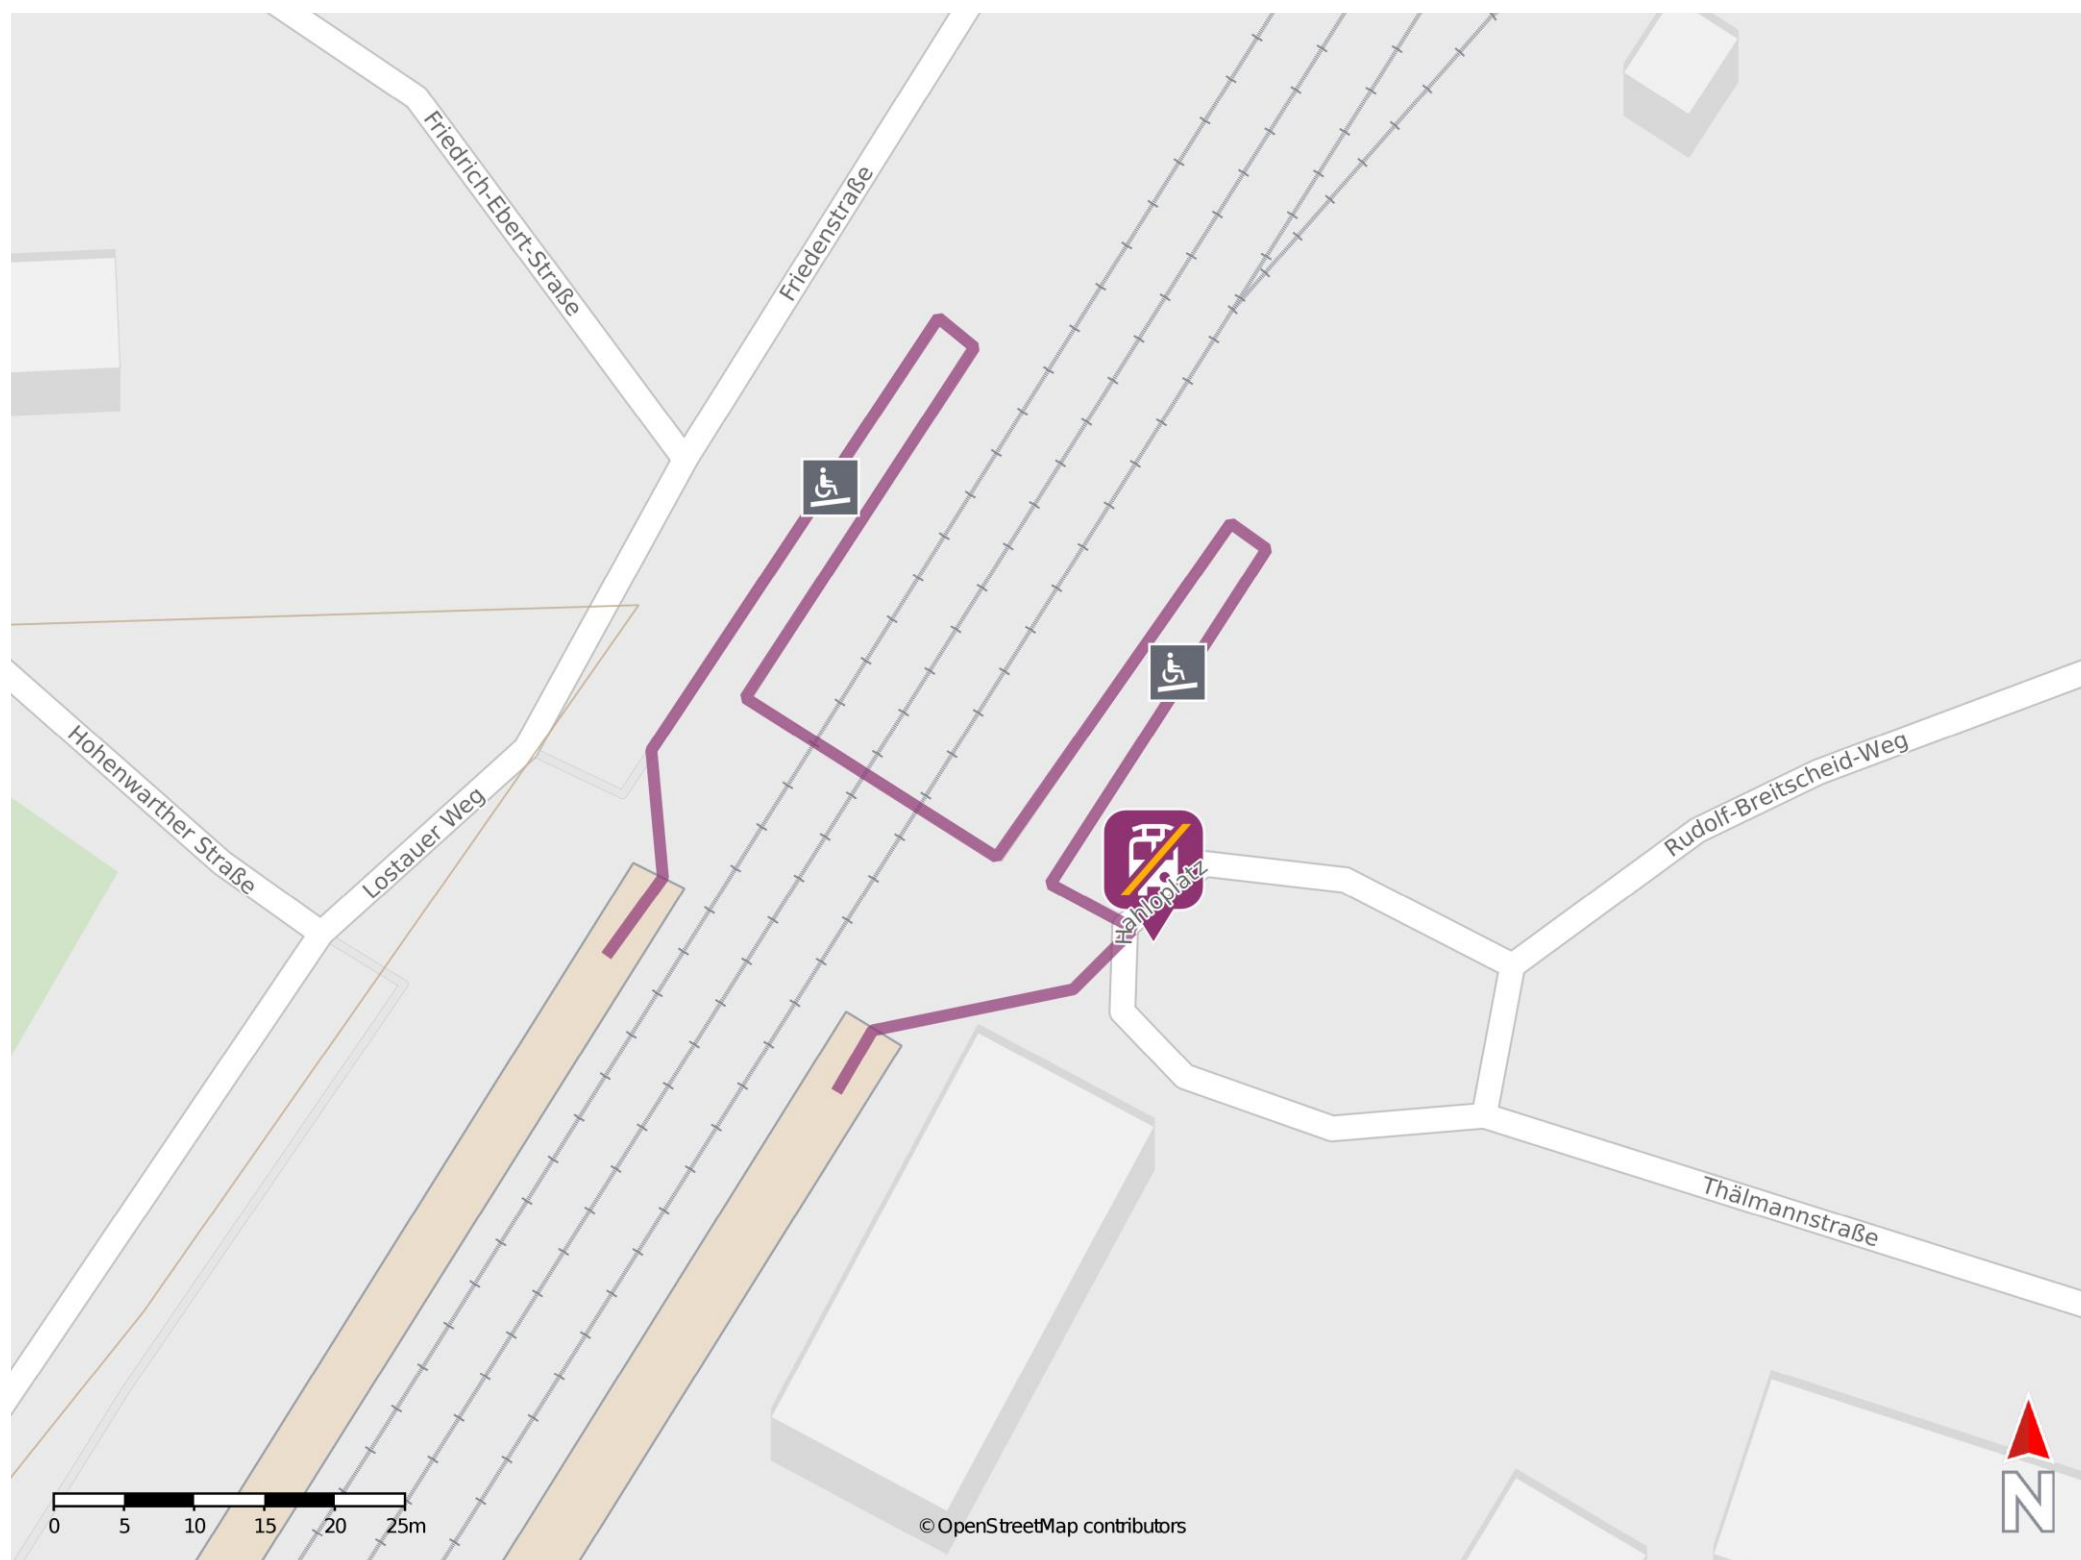 Friedrich-Ebert-Straße
Friedenstraße
Hohenwarther Straße
Lostauer Weg
Rudolf-Breitscheid-Weg
Hahloplatz
Thälmannstraße
0 5 10 15 20 25m
© OpenStreetMap contributors
N